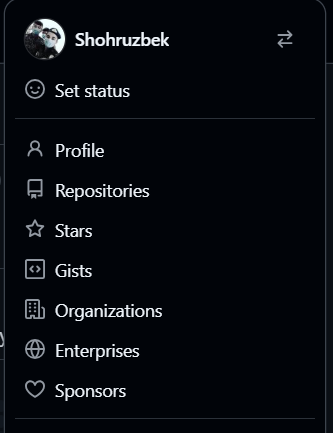 Shohruzbek
Set status
Profile
Repositories
Stars
Gists
Organizations
Enterprises
Sponsors